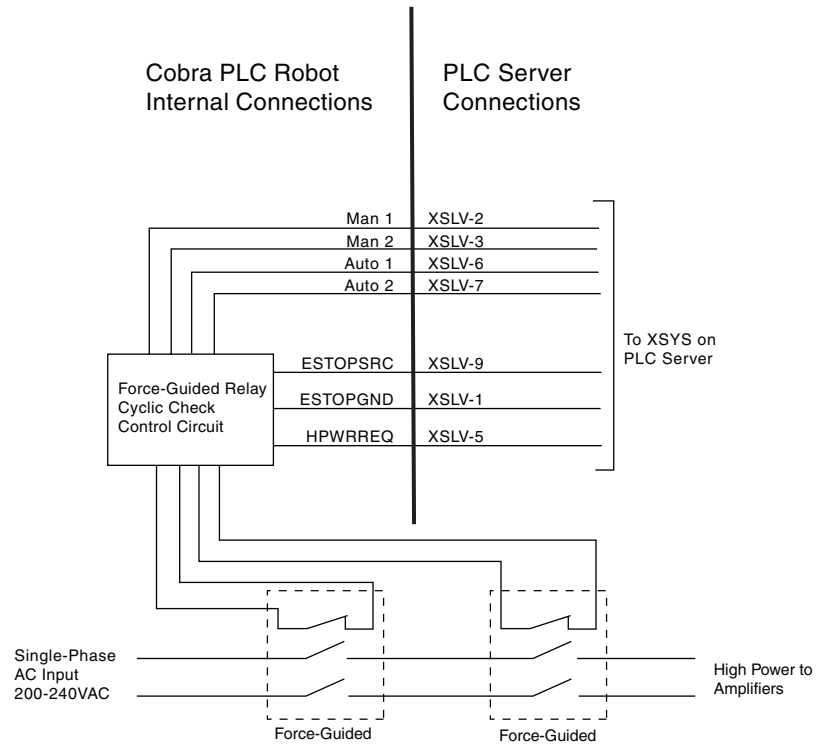 Cobra PLC Robot
Internal Connections
PLC Server
Connections
Man 1 XSLV-2
Man 2 XSLV-3
Auto 1 XSLV-6
Auto 2 XSLV-7
To XSYS on
PLC Server
ESTOPSRC XSLV-9
ESTOPGND XSLV-1
HPWRREQ XSLV-5
Force-Guided Relay
Cyclic Check
Control Circuit
Single-Phase
AC Input
200-240VAC
High Power to
Amplifiers
Force-Guided
Force-Guided